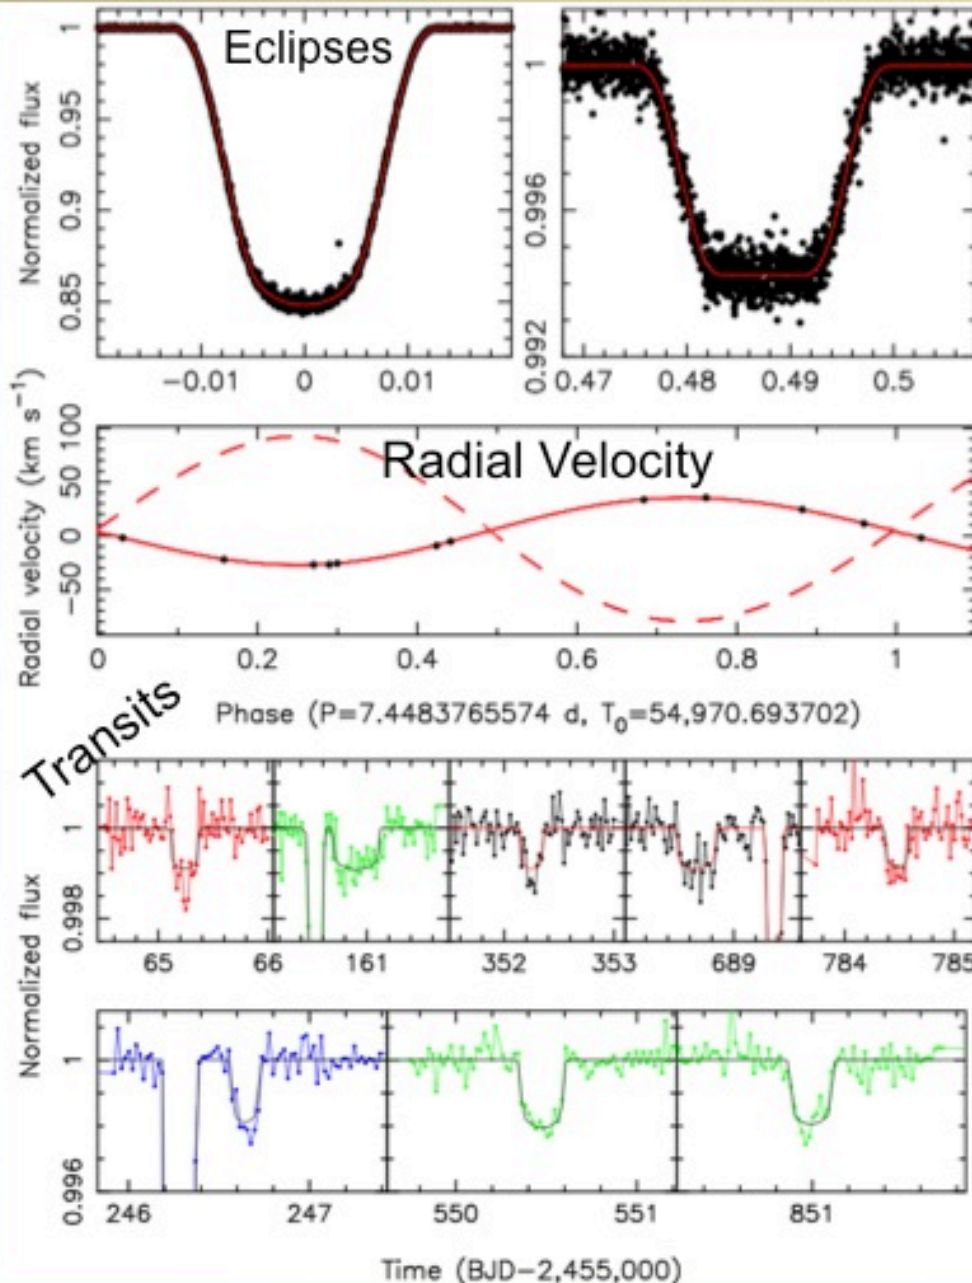 Eclipses
Normalized flux
1
0.95
0.9
0.85
−0.01 0 0.01
1
0.996
0.992
0.47 0.48 0.49 0.5
Radial Velocity
Radial velocity (km s⁻¹)
100
50
0
−50
0 0.2 0.4 0.6 0.8 1
Phase (P=7.4483765574 d, T₀=54,970.693702)
Transits
Normalized flux
1
0.998
65 66 161 352 353 689 784 785
Normalized flux
1
0.996
246 247 550 551 851
Time (BJD−2,455,000)